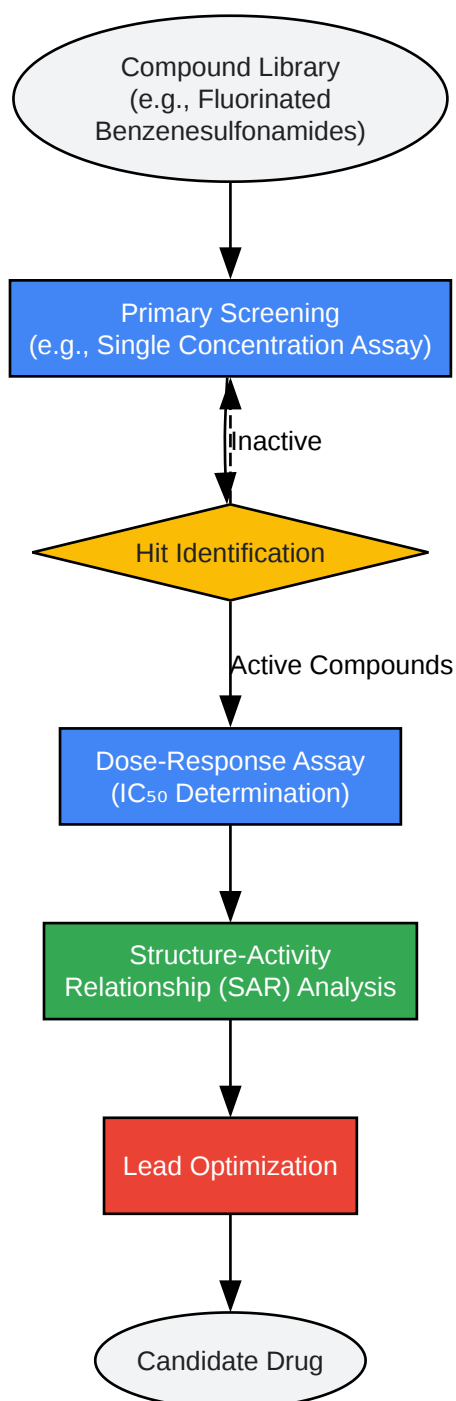 Compound Library
(e.g., Fluorinated
Benzenesulfonamides)
Primary Screening
(e.g., Single Concentration Assay)
Inactive
Hit Identification
Active Compounds
Dose-Response Assay
(IC₅₀ Determination)
Structure-Activity
Relationship (SAR) Analysis
Lead Optimization
Candidate Drug